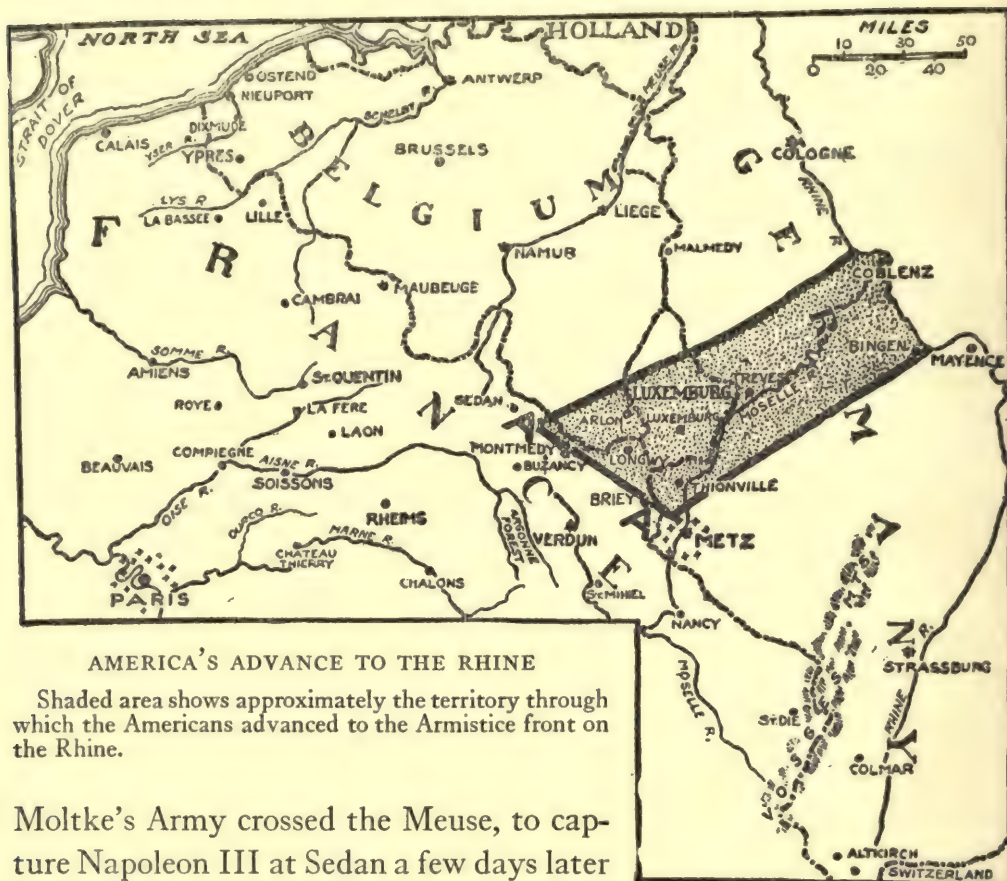 NORTH SEA
HOLLAND
MILES
10 30 50
0 20 40
STRAIT OF
DOVER
OSTEND
NIEUPORT
ANTWERP
MEUSE R.
SCHELDT R.
DIXMUDE
CALAIS
YSER R.
YPRES
BRUSSELS
COLOGNE
BELGIUM
GERMANY
FRANCE
RHINE R.
LYS R
LA BASSEE
LILLE
LIEGE
NAMUR
MALMEDY
COBLENZ
MAUBEUGE
CAMBRAI
BINGEN
MAYENCE
SOMME R.
AMIENS
ST QUENTIN
TREVES
LUXEMBURG
MOSELLE R.
SEDAN
ARLON
LUXEMBURG
ROYE
LA FERE
LAON
MONTMEDY
LONGWY
BUZANCY
COMPIEGNE
AISNE R.
BEAUVAIS
SOISSONS
BRIEY
THIONVILLE
OISE R.
OURCQ R.
RHEIMS
ARGONNE
FOREST
VERDUN
METZ
MARNE R.
CHATEAU
THIERRY
PARIS
CHALONS
ST MIHIEL
NANCY
STRASSBURG
RHINE R.
MOSELLE R.
ST. DIE
VOSGES MTS
COLMAR
ALTKIRCH
SWITZERLAND
AMERICA'S ADVANCE TO THE RHINE
Shaded area shows approximately the territory through
which the Americans advanced to the Armistice front on
the Rhine.
Moltke's Army crossed the Meuse, to cap-
ture Napoleon III at Sedan a few days later